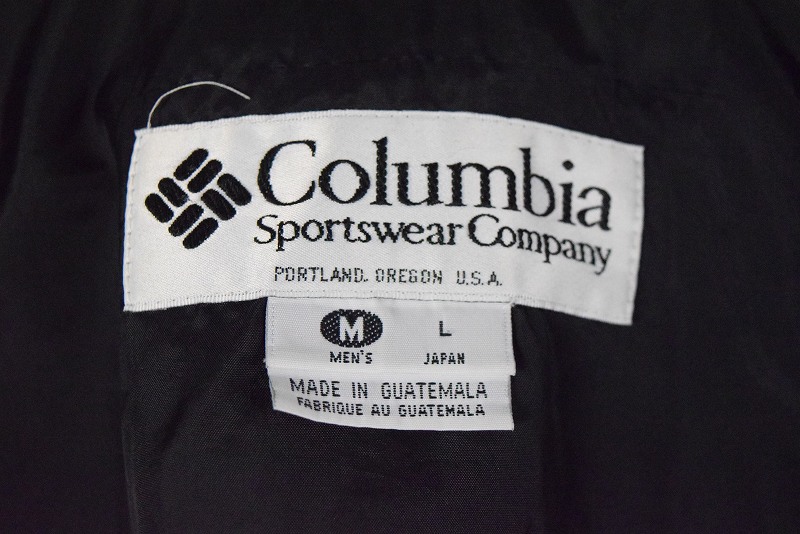 Columbia
Sportswear Company
PORTLAND. OREGON U.S.A.
M L
MEN'S JAPAN
MADE IN GUATEMALA
FABRIQUE AU GUATEMALA